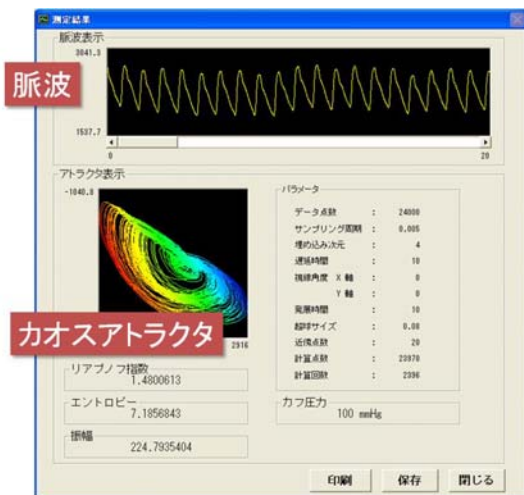 測定結果
脈波表示
3041.3
脈波
1537.7
0 20
アトラクタ表示
-1040.0
カオスアトラクタ
2916
パラメータ
データ点数 : 24000
サンプリング周期 : 0.005
埋め込み次元 : 4
遅延時間 : 10
視線角度 X 軸 : 0
Y 軸 : 0
発展時間 : 10
超球サイズ : 0.08
近傍点数 : 20
計算点数 : 23970
計算回数 : 2396
リアプノフ指数
1.4800613
エントロピー
7.1856843
振幅
224.7935404
カフ圧力
100 mmHg
印刷 保存 閉じる